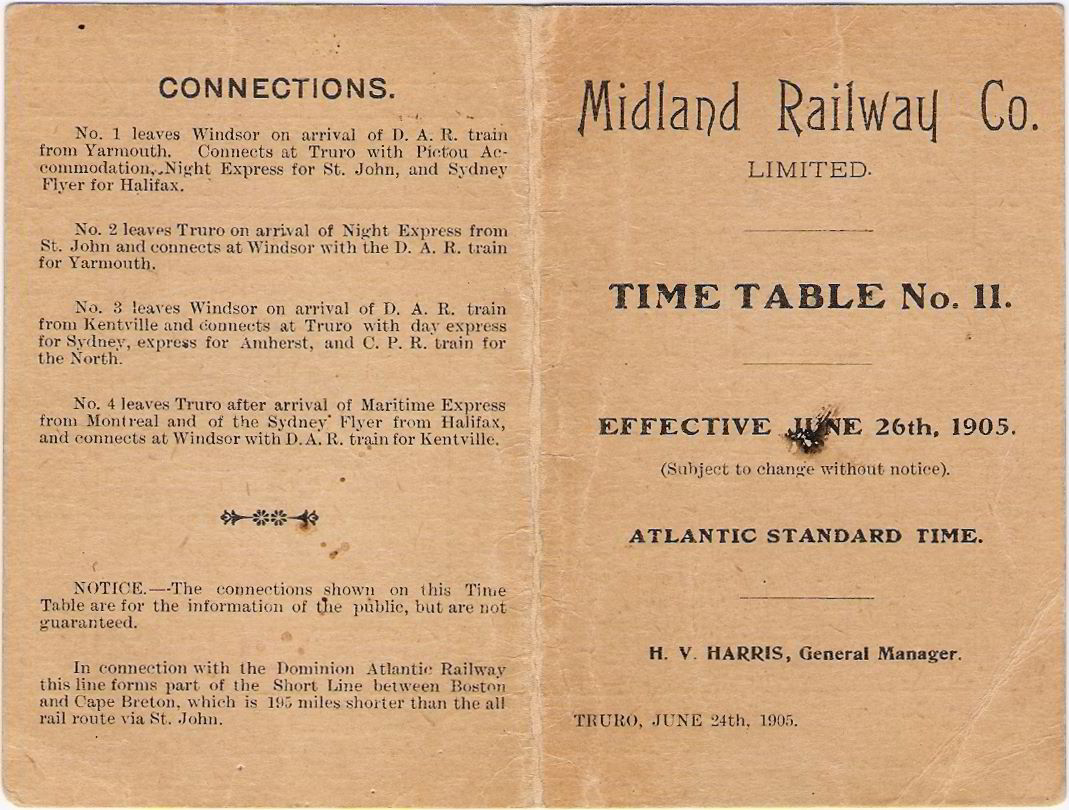 CONNECTIONS.
No. 1 leaves Windsor on arrival of D. A. R. train
from Yarmouth. Connects at Truro with Pictou Ac-
commodation, Night Express for St. John, and Sydney
Flyer for Halifax.
No. 2 leaves Truro on arrival of Night Express from
St. John and connects at Windsor with the D. A. R. train
for Yarmouth.
No. 3 leaves Windsor on arrival of D. A. R. train
from Kentville and connects at Truro with day express
for Sydney, express for Amherst, and C. P. R. train for
the North.
No. 4 leaves Truro after arrival of Maritime Express
from Montreal and of the Sydney Flyer from Halifax,
and connects at Windsor with D. A. R. train for Kentville.
NOTICE.—The connections shown on this Time
Table are for the information of the public, but are not
guaranteed.
In connection with the Dominion Atlantic Railway
this line forms part of the Short Line between Boston
and Cape Breton, which is 195 miles shorter than the all
rail route via St. John.
Midland Railway Co.
LIMITED.
TIME TABLE No. 11.
EFFECTIVE JUNE 26th, 1905.
(Subject to change without notice).
ATLANTIC STANDARD TIME.
H. V. HARRIS, General Manager.
TRURO, JUNE 24th, 1905.